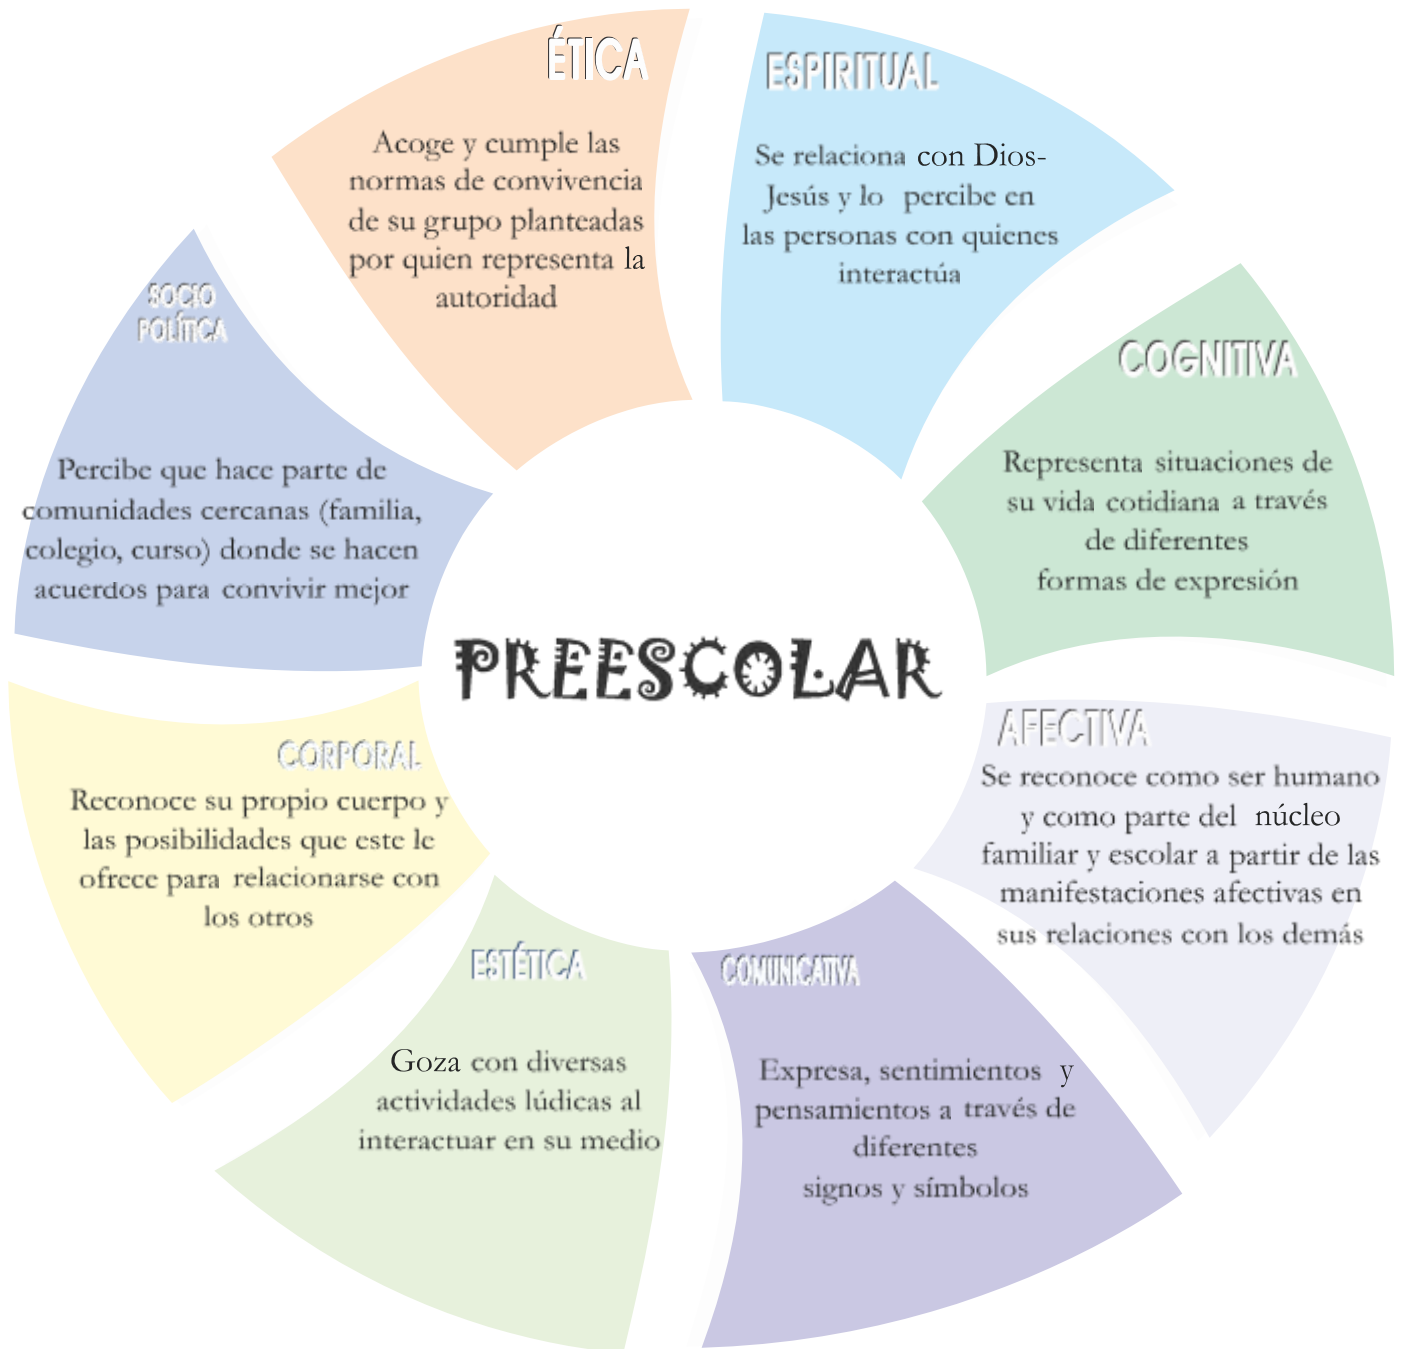 ÉTICA
Acoge y cumple las
normas de convivencia
de su grupo planteadas
por quien representa la
autoridad
ESPIRITUAL
Se relaciona con Dios-
Jesús y lo percibe en
las personas con quienes
interactúa
COGNITIVA
Representa situaciones de
su vida cotidiana a través
de diferentes
formas de expresión
AFECTIVA
Se reconoce como ser humano
y como parte del núcleo
familiar y escolar a partir de las
manifestaciones afectivas en
sus relaciones con los demás
COMUNICATIVA
Expresa, sentimientos y
pensamientos a través de
diferentes
signos y símbolos
ESTÉTICA
Goza con diversas
actividades lúdicas al
interactuar en su medio
CORPORAL
Reconoce su propio cuerpo y
las posibilidades que este le
ofrece para relacionarse con
los otros
SOCIO
POLÍTICA
Percibe que hace parte de
comunidades cercanas (familia,
colegio, curso) donde se hacen
acuerdos para convivir mejor
PREESCOLAR